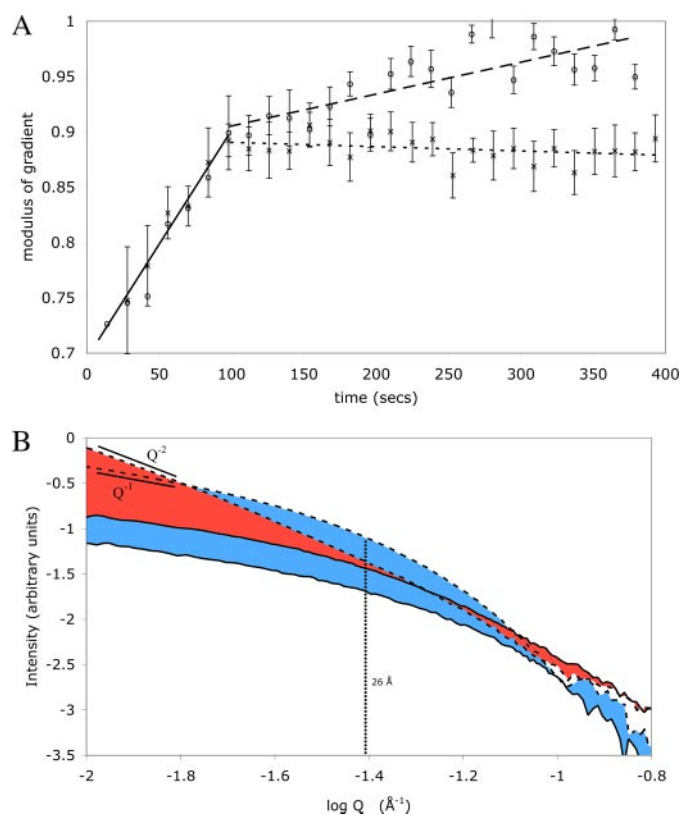 A
1
0.95
0.9
0.85
0.8
0.75
0.7
modulus of gradient
0 50 100 150 200 250 300 350 400
time (secs)
B
0
-0.5
-1
-1.5
-2
-2.5
-3
-3.5
Intensity (arbitrary units)
Q-2
Q-1
26 Å
-2 -1.8 -1.6 -1.4 -1.2 -1 -0.8
log Q (Å-1)